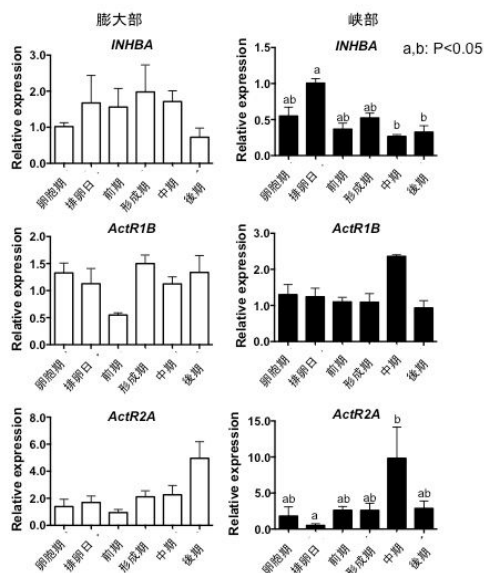 膨大部
峡部
INHBA
Relative expression
3.0
2.0
1.0
0.0
卵胞期
排卵日
前期
形成期
中期
後期
INHBA
a,b: P<0.05
Relative expression
1.5
1.0
0.5
0.0
ab
a
ab
ab
b
b
卵胞期
排卵日
前期
形成期
中期
後期
ActR1B
Relative expression
2.0
1.5
1.0
0.5
0.0
卵胞期
排卵日
前期
形成期
中期
後期
ActR1B
Relative expression
3.0
2.0
1.0
0.0
卵胞期
排卵日
前期
形成期
中期
後期
ActR2A
Relative expression
8.0
6.0
4.0
2.0
0.0
卵胞期
排卵日
前期
形成期
中期
後期
ActR2A
Relative expression
15.0
10.0
5.0
0.0
ab
a
ab
ab
b
ab
卵胞期
排卵日
前期
形成期
中期
後期